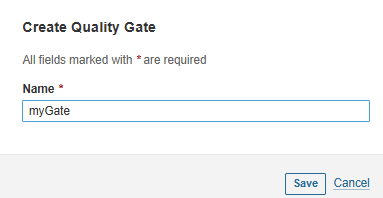 Create Quality Gate
All fields marked with * are required
Name *
myGate
Save Cancel